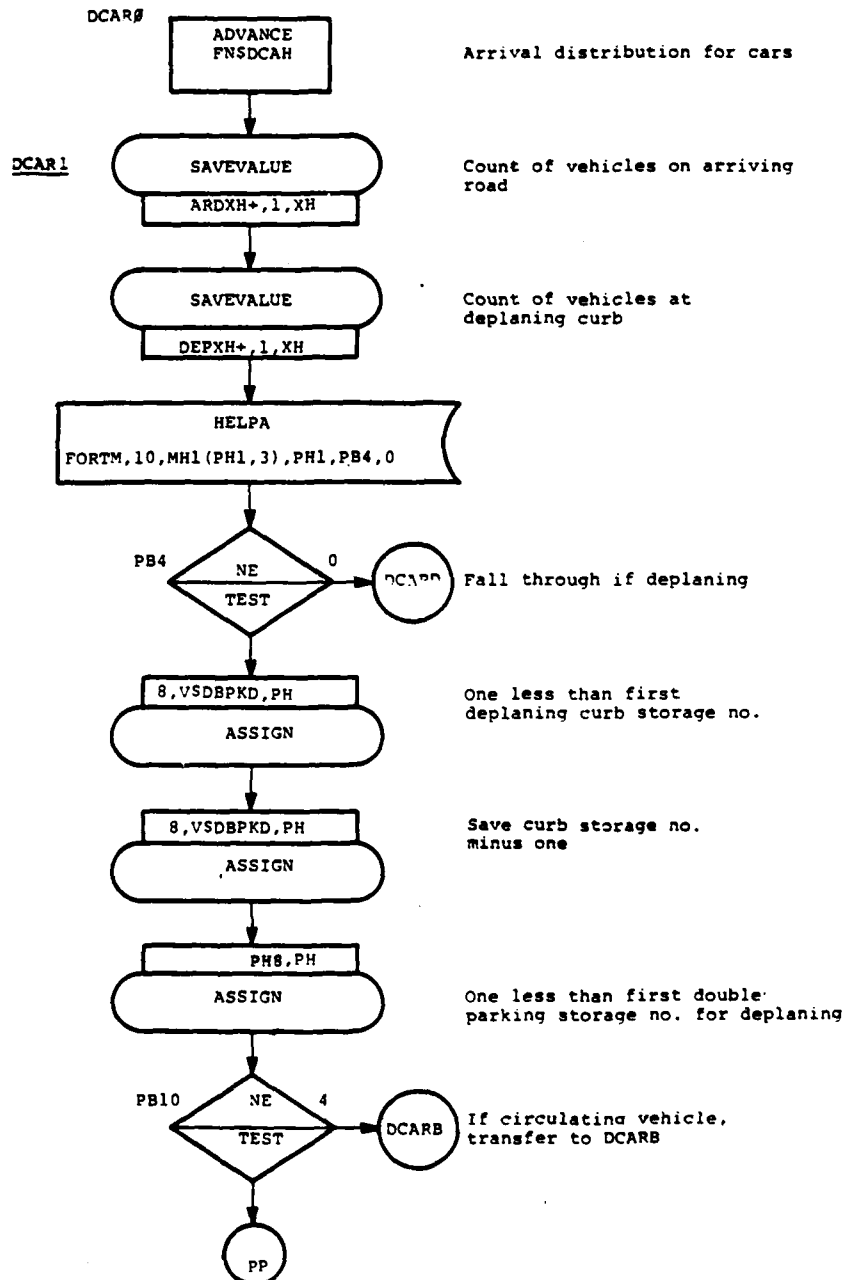 DCARØ
ADVANCE
FNSDCAH
Arrival distribution for cars
DCAR1
SAVEVALUE
ARDXH+,1,XH
Count of vehicles on arriving
road
SAVEVALUE
DEPXH+,1,XH
Count of vehicles at
deplaning curb
HELPA
FORTM,10,MH1(PH1,3),PH1,PB4,0
PB4
NE
0
TEST
Fall through if deplaning
8,VSDBPKD,PH
ASSIGN
One less than first
deplaning curb storage no.
8,VSDBPKD,PH
ASSIGN
Save curb storage no.
minus one
PH8,PH
ASSIGN
One less than first double
parking storage no. for deplaning
PB10
NE
4
TEST
DCARB
If circulating vehicle,
transfer to DCARB
PP